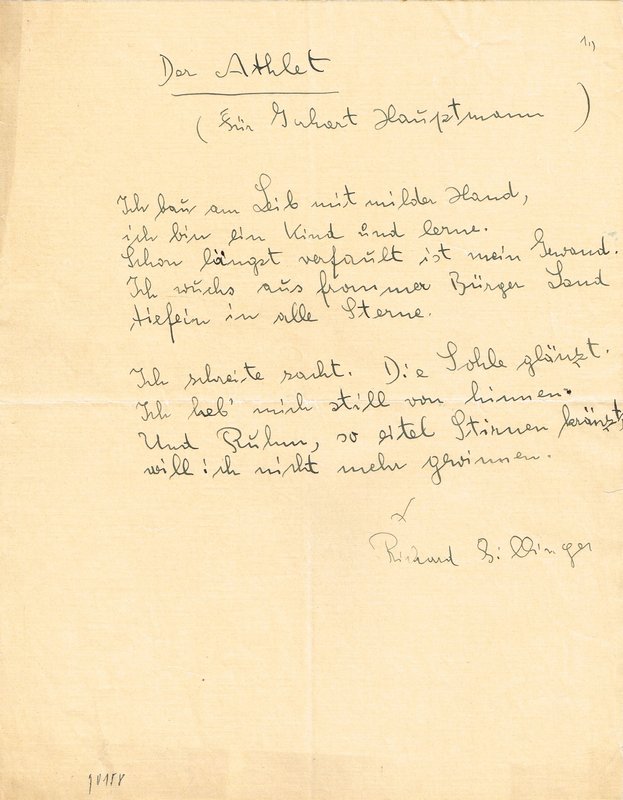 1.)
Der Athlet
(Für Gerhart Hauptmann)
Ich bau am Leib mit milder Hand,
ich bin ein Kind und lerne.
Schon längst verfault ist mein Gewand.
Ich wuchs aus frommer Bürger Land
tiefein in alle Sterne.
Ich schreite sacht. Die Sohle glänzt.
Ich heb' mich still von hinnen.
Und Ruhm, so eitel Stirnen kränzt,
will ich nicht mehr gewinnen.
Richard Billinger